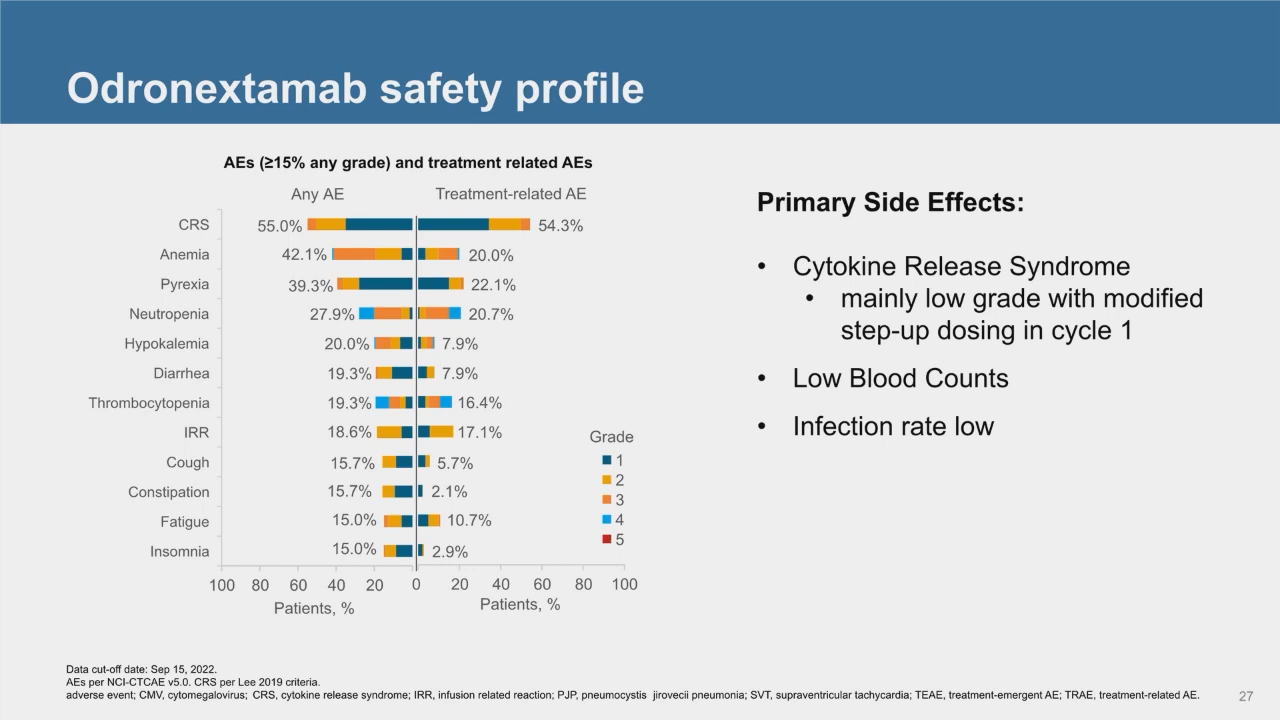 Odronextamab safety profile
AEs (≥15% any grade) and treatment related AEs
Any AE
Treatment-related AE
CRS 55.0% 54.3%
Anemia 42.1% 20.0%
Pyrexia 39.3% 22.1%
Neutropenia 27.9% 20.7%
Hypokalemia 20.0% 7.9%
Diarrhea 19.3% 7.9%
Thrombocytopenia 19.3% 16.4%
IRR 18.6% 17.1%
Cough 15.7% 5.7%
Constipation 15.7% 2.1%
Fatigue 15.0% 10.7%
Insomnia 15.0% 2.9%
Grade
1
2
3
4
5
100 80 60 40 20 0 20 40 60 80 100
Patients, %
Patients, %
Primary Side Effects:
• Cytokine Release Syndrome
• mainly low grade with modified
step-up dosing in cycle 1
• Low Blood Counts
• Infection rate low
Data cut-off date: Sep 15, 2022.
AEs per NCI-CTCAE v5.0. CRS per Lee 2019 criteria.
adverse event; CMV, cytomegalovirus; CRS, cytokine release syndrome; IRR, infusion related reaction; PJP, pneumocystis jirovecii pneumonia; SVT, supraventricular tachycardia; TEAE, treatment-emergent AE; TRAE, treatment-related AE.
27